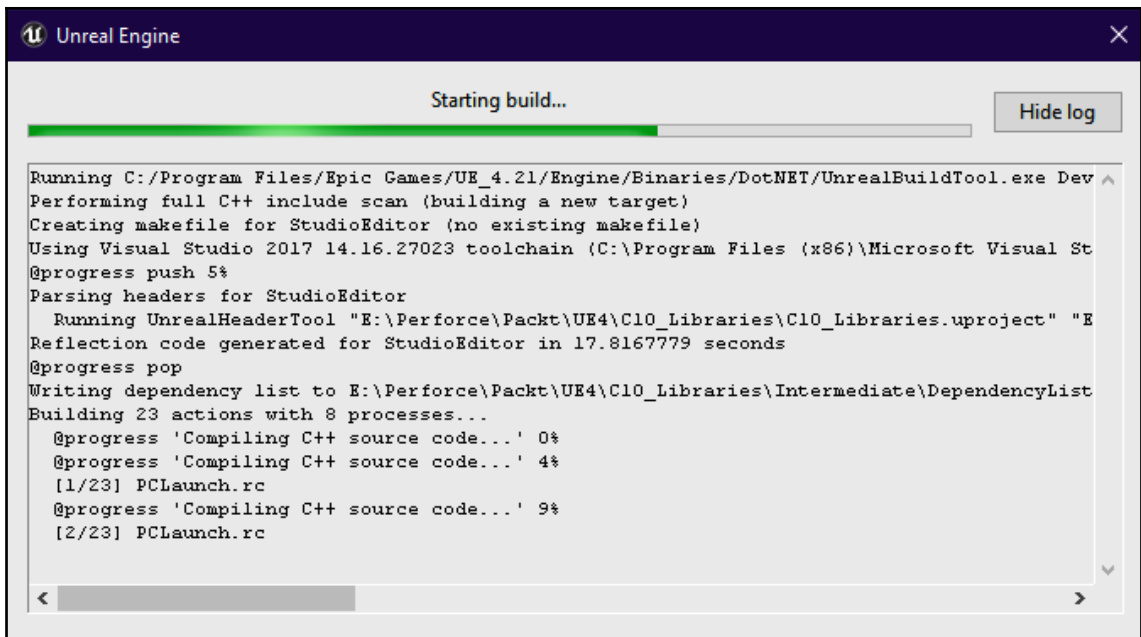 Unreal Engine
Starting build...
Hide log
Running C:/Program Files/Epic Games/UE_4.21/Engine/Binaries/DotNET/UnrealBuildTool.exe Dev
Performing full C++ include scan (building a new target)
Creating makefile for StudioEditor (no existing makefile)
Using Visual Studio 2017 14.16.27023 toolchain (C:\Program Files (x86)\Microsoft Visual St
@progress push 5%
Parsing headers for StudioEditor
  Running UnrealHeaderTool "E:\Perforce\Packt\UE4\C10_Libraries\C10_Libraries.uproject" "E
Reflection code generated for StudioEditor in 17.8167779 seconds
@progress pop
Writing dependency list to E:\Perforce\Packt\UE4\C10_Libraries\Intermediate\DependencyList
Building 23 actions with 8 processes...
  @progress 'Compiling C++ source code...' 0%
  @progress 'Compiling C++ source code...' 4%
  [1/23] PCLaunch.rc
  @progress 'Compiling C++ source code...' 9%
  [2/23] PCLaunch.rc